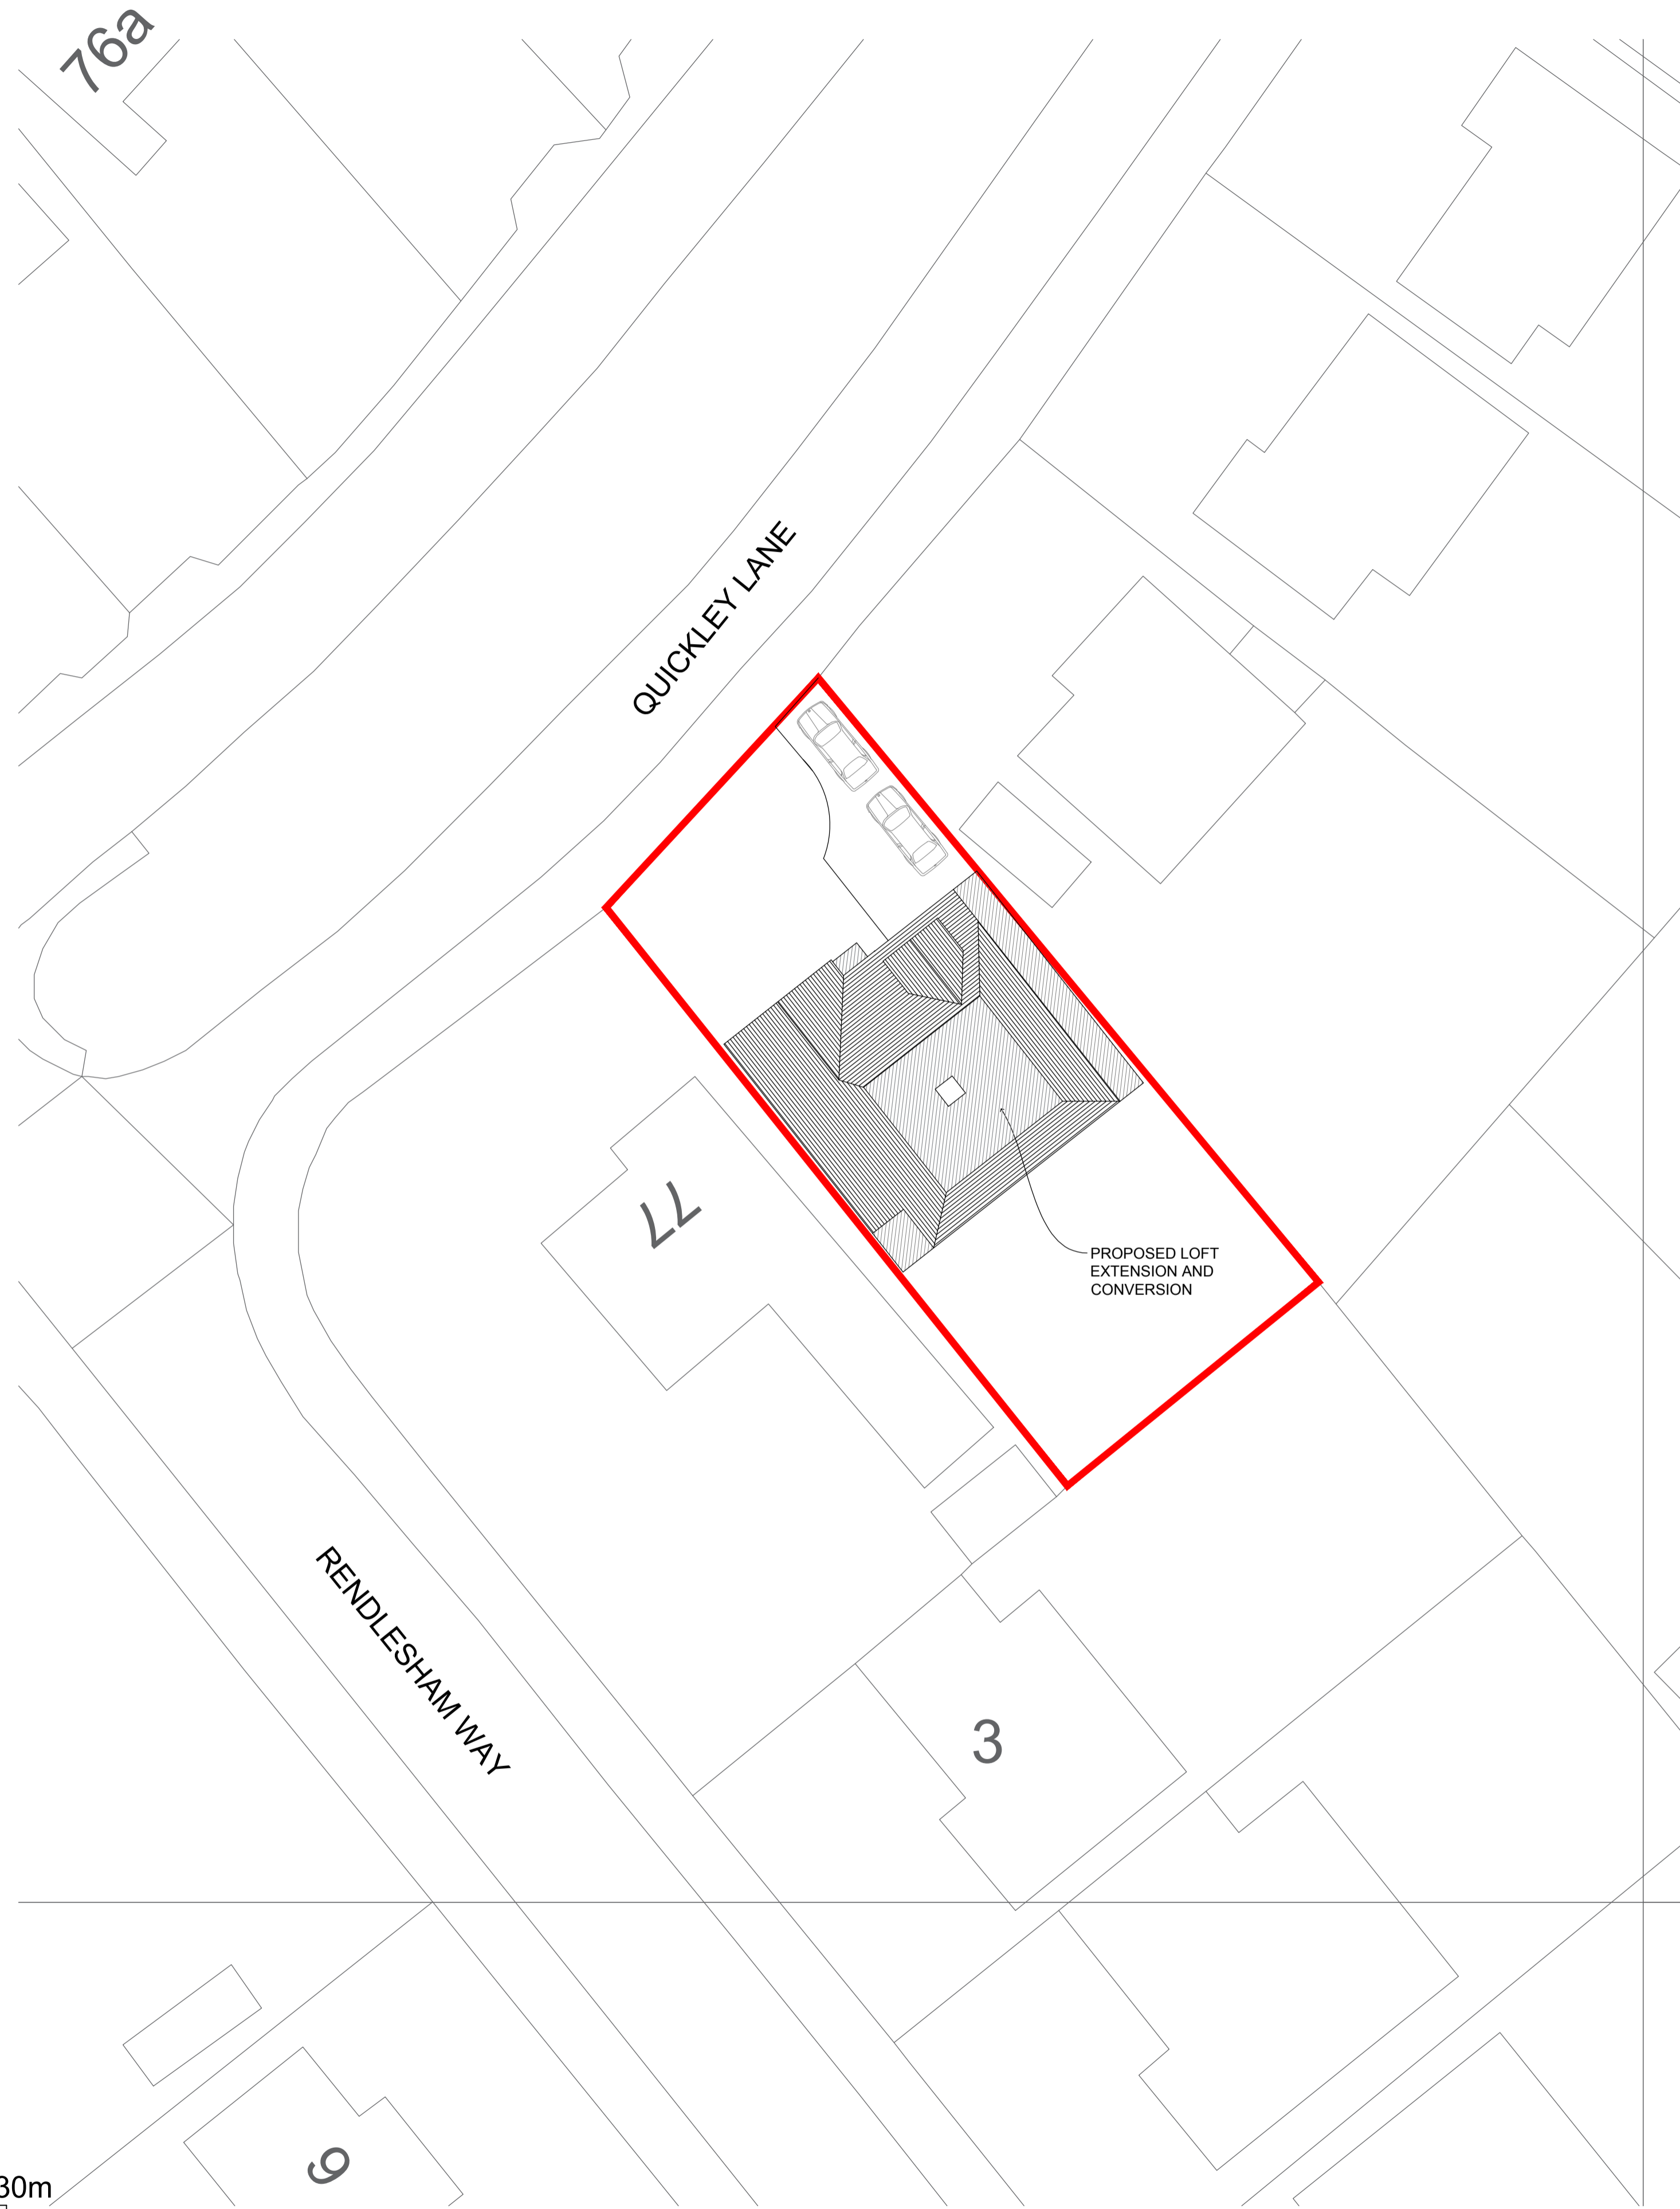 76a
QUICKLEY LANE
77
PROPOSED LOFT
EXTENSION AND
CONVERSION
RENDLESHAM WAY
3
9
30m